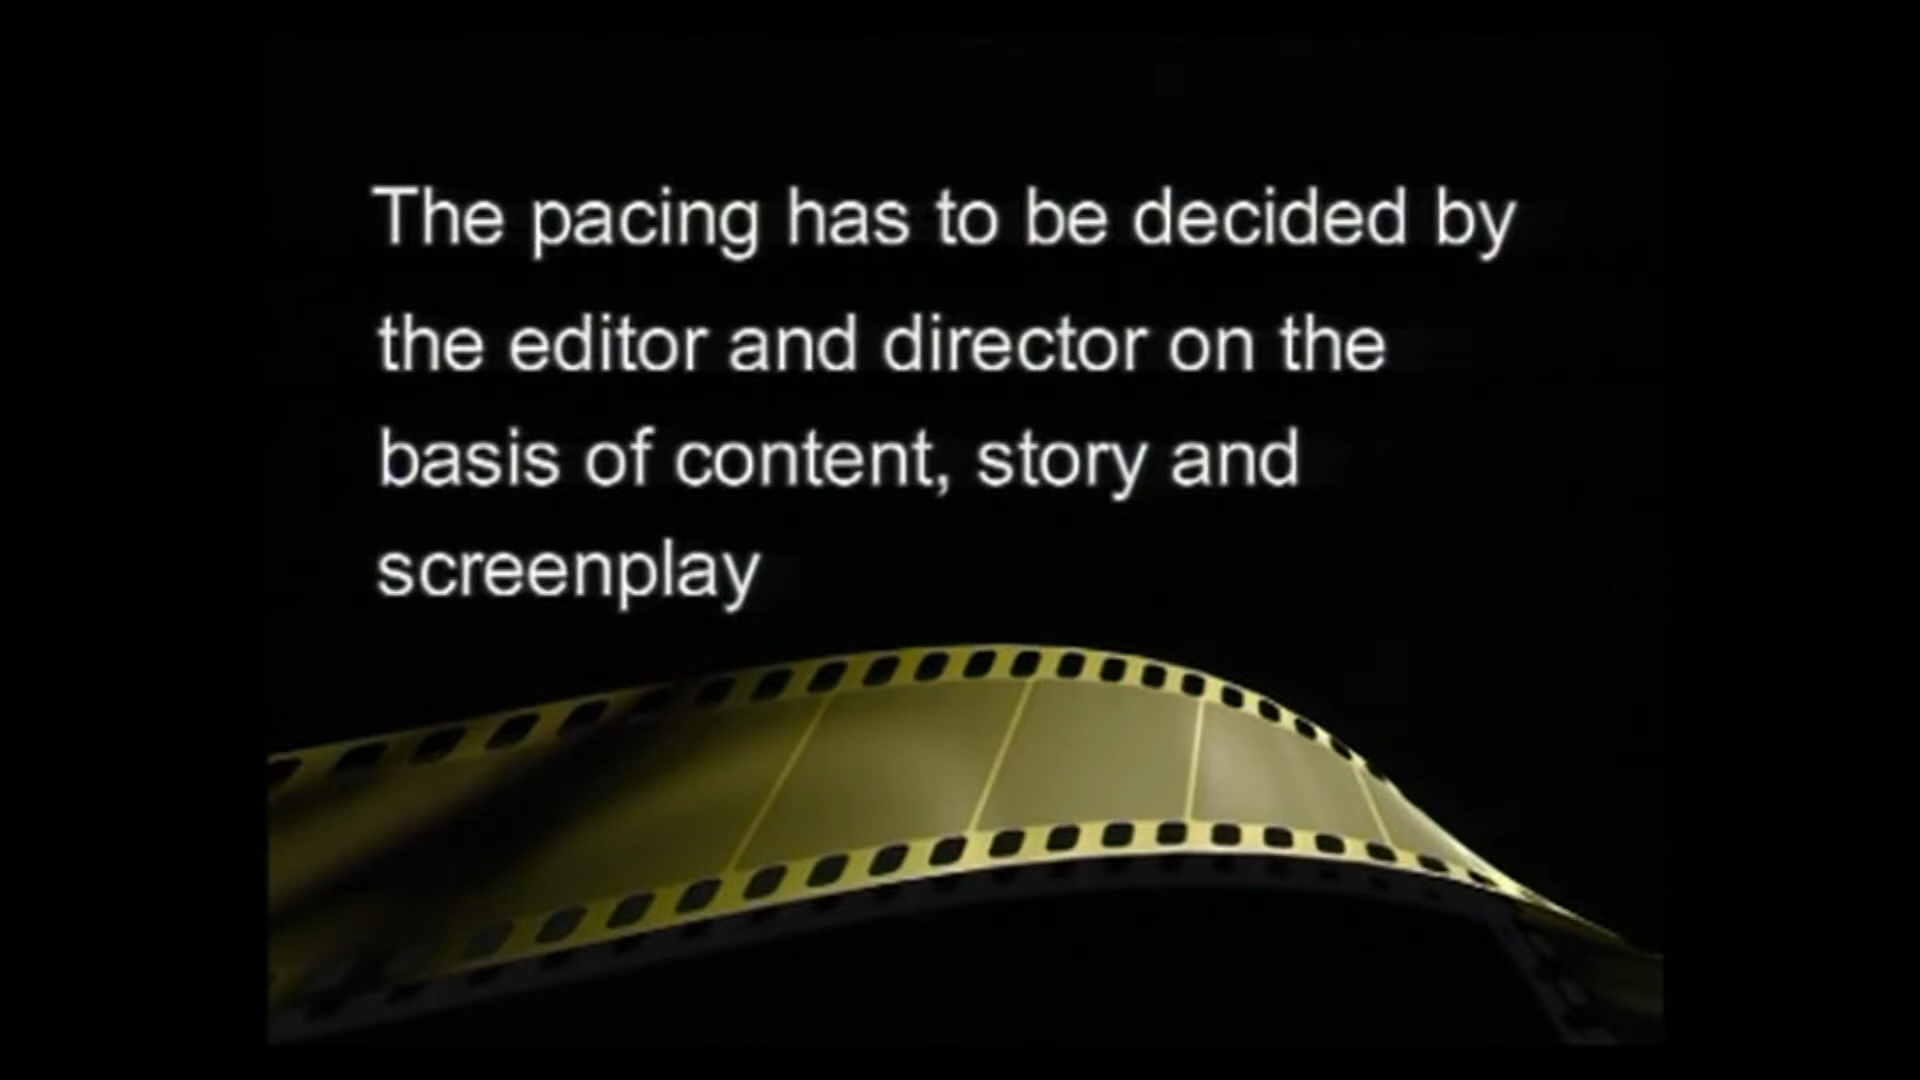 The pacing has to be decided by
the editor and director on the
basis of content, story and
screenplay